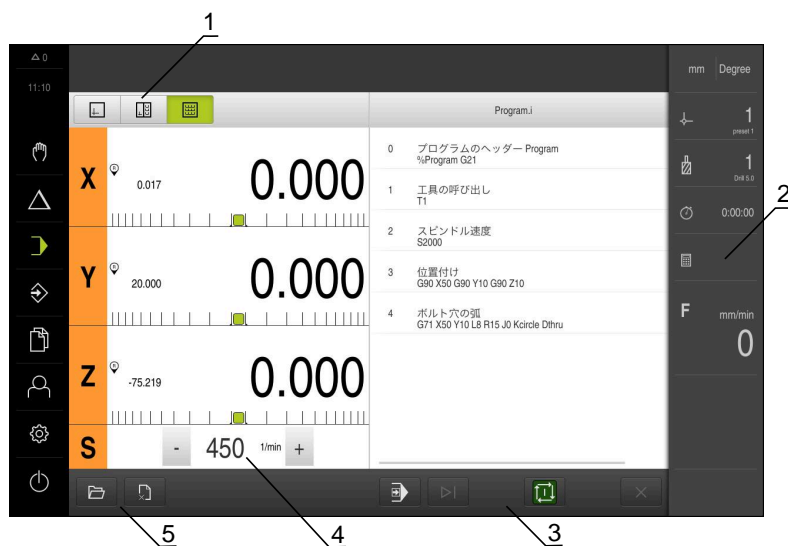 1
△ 0
11:10
mm Degree
Program.i
1
preset 1
X
R
0.017
0.000
0 プログラムのヘッダー Program
%Program G21
1 工具の呼び出し
T1
2 スピンドル速度
S2000
3 位置付け
G90 X50 G90 Y10 G90 Z10
4 ボルト穴の弧
G71 X50 Y10 L8 R15 J0 Kcircle Dthru
1
Drill 5.0
0:00:00
2
Y
R
20.000
0.000
F mm/min
0
Z
R
-75.219
0.000
S
- 450 1/min +
5
4
3